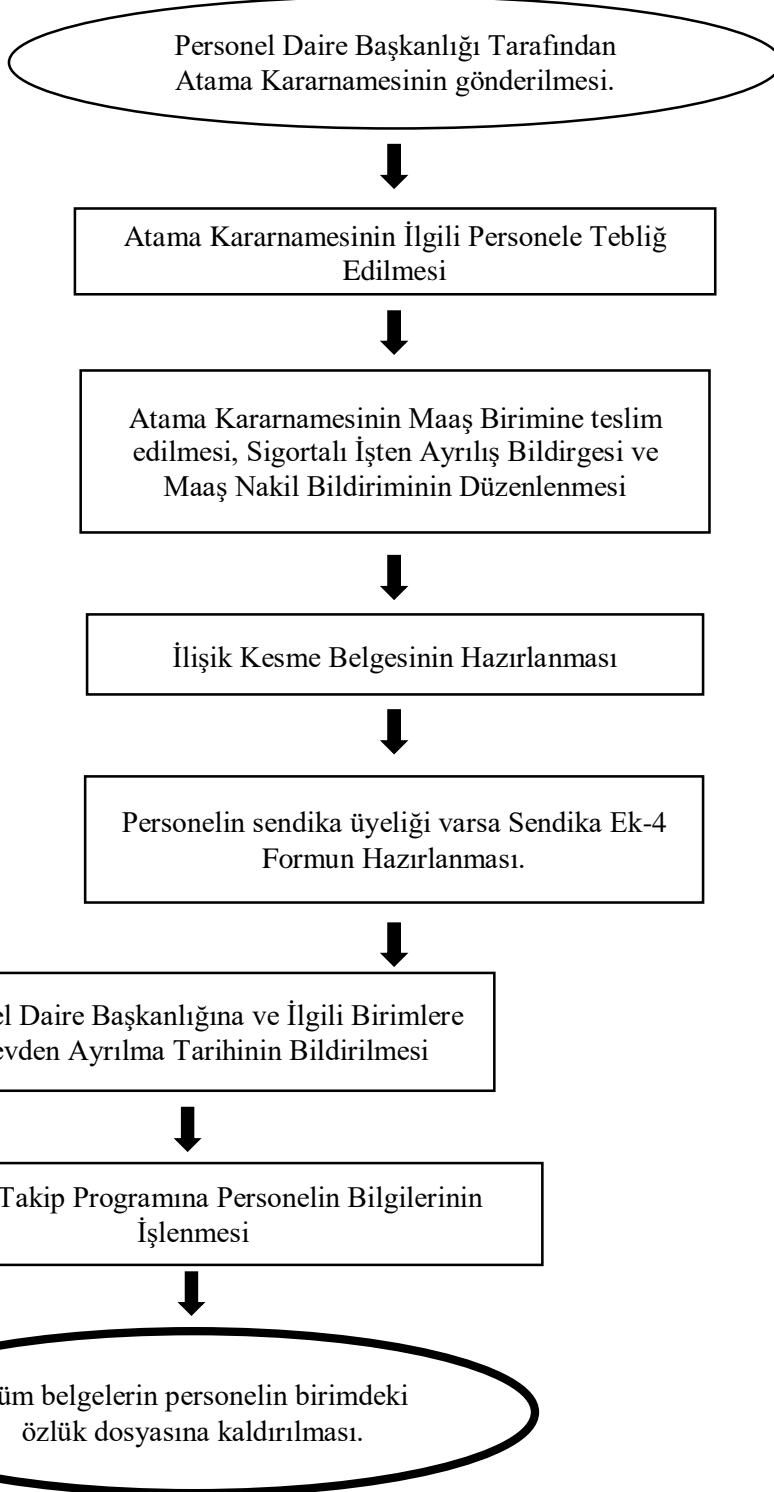 Personel Daire Başkanlığı Tarafından
Atama Kararnamesinin gönderilmesi.
Atama Kararnamesinin İlgili Personele Tebliğ
Edilmesi
Atama Kararnamesinin Maaş Birimine teslim
edilmesi, Sigortalı İşten Ayrılış Bildirgesi ve
Maaş Nakil Bildiriminin Düzenlenmesi
İlişik Kesme Belgesinin Hazırlanması
Personelin sendika üyeliği varsa Sendika Ek-4
Formun Hazırlanması.
el Daire Başkanlığına ve İlgili Birimlere
evden Ayrılma Tarihinin Bildirilmesi
Takip Programına Personelin Bilgilerinin
İşlenmesi
üm belgelerin personelin birimdeki
özlük dosyasına kaldırılması.